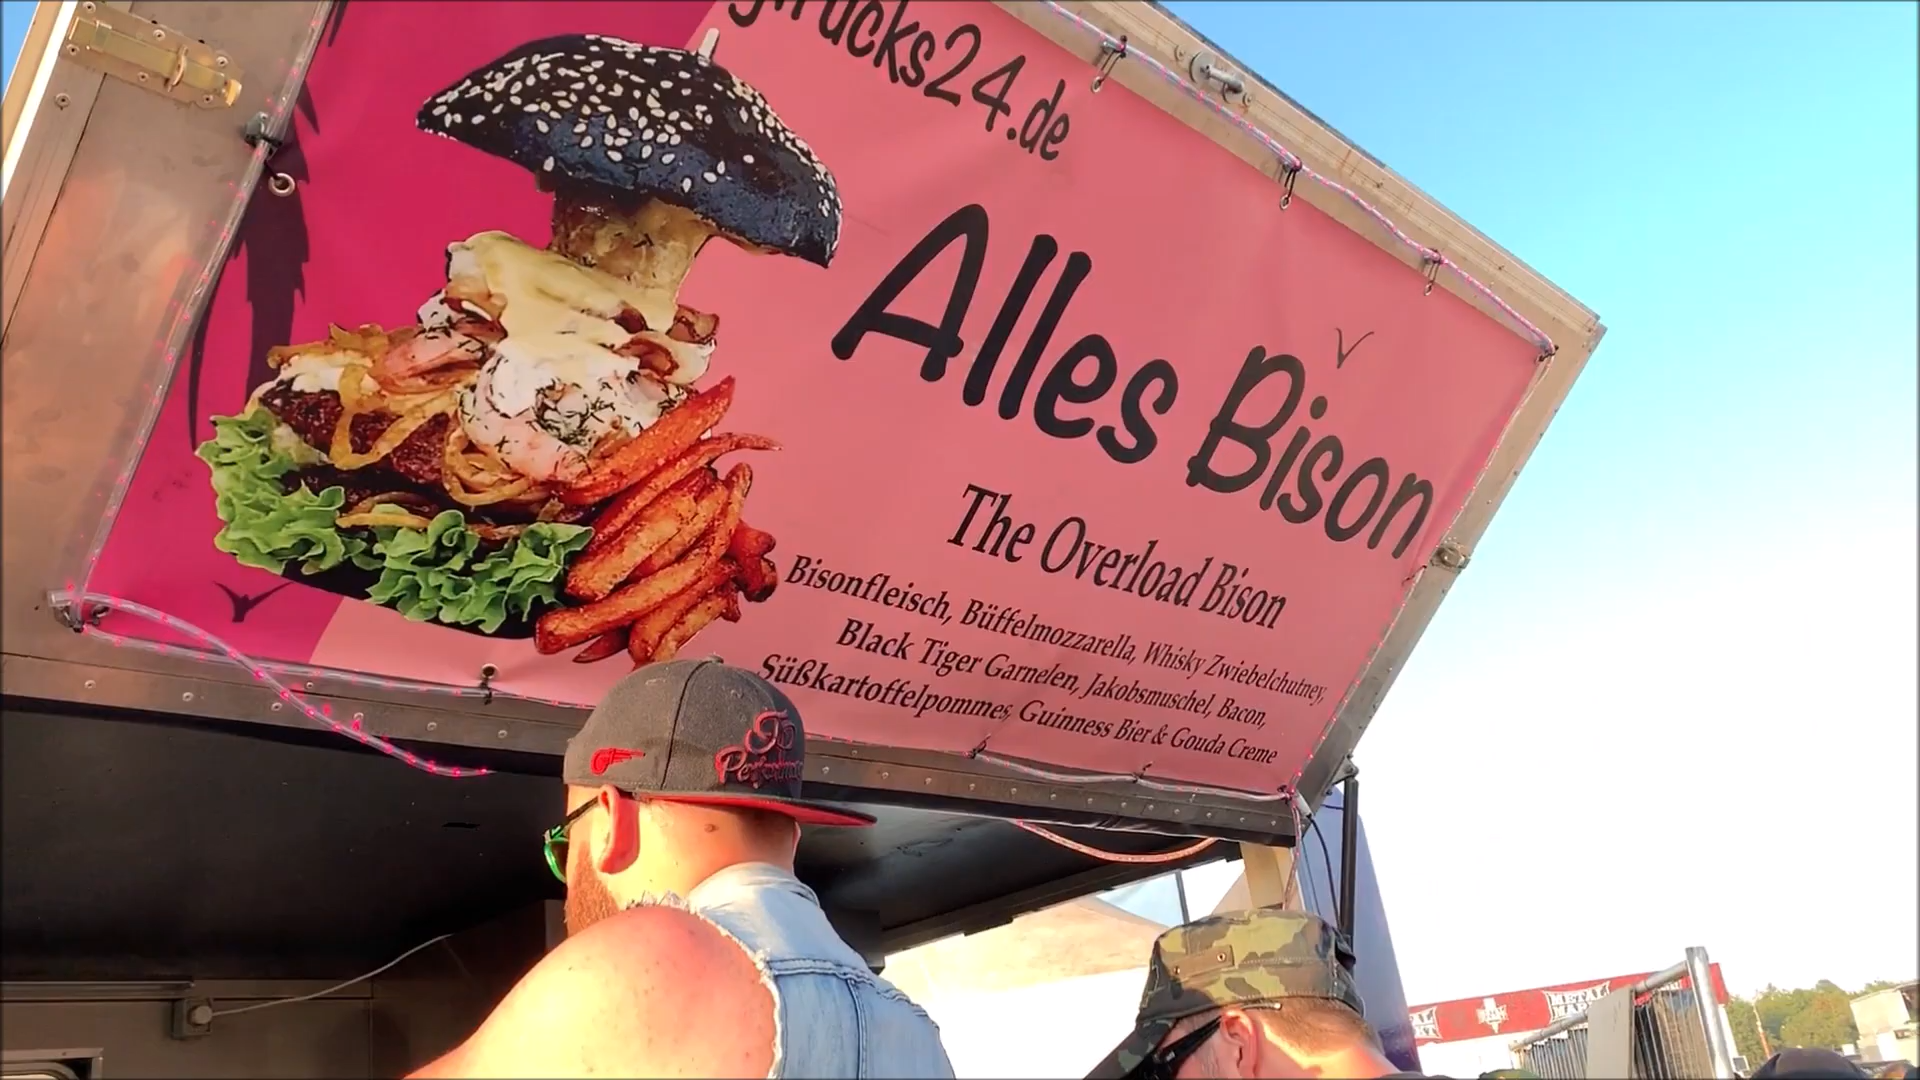 trucks24.de
Alles Bison
The Overload Bison
Bisonfleisch, Büffelmozzarella, Whisky Zwiebelchutney,
Black Tiger Garnelen, Jakobsmuschel, Bacon,
Süßkartoffelpommes, Guinness Bier & Gouda Creme
METAL